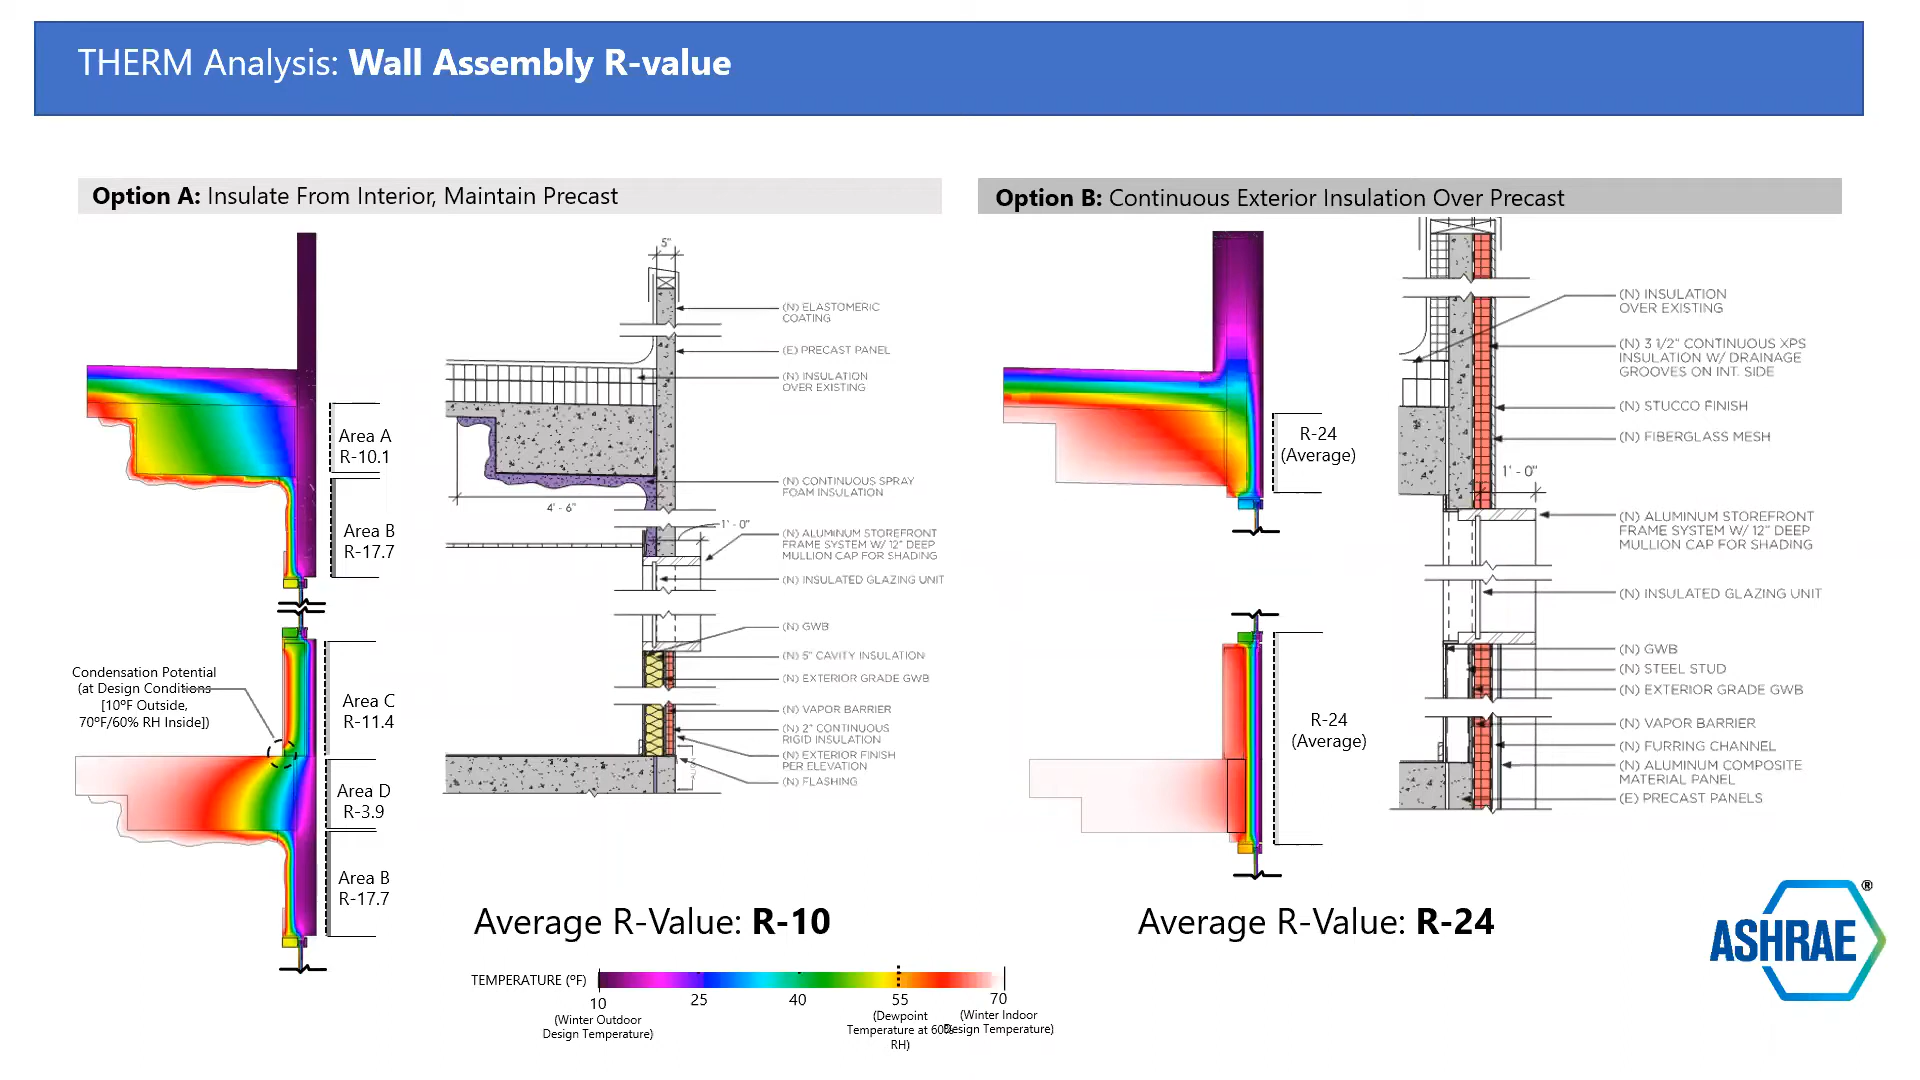 THERM Analysis: Wall Assembly R-value
Option A: Insulate From Interior, Maintain Precast
Area A
R-10.1
Area B
R-17.7
Condensation Potential
(at Design Conditions
[10ºF Outside,
70ºF/60% RH Inside])
Area C
R-11.4
Area D
R-3.9
Area B
R-17.7
5"
(N) ELASTOMERIC
COATING
(E) PRECAST PANEL
(N) INSULATION
OVER EXISTING
(N) CONTINUOUS SPRAY
FOAM INSULATION
4' - 6"
1' - 0"
(N) ALUMINUM STOREFRONT
FRAME SYSTEM W/ 12" DEEP
MULLION CAP FOR SHADING
(N) INSULATED GLAZING UNIT
(N) GWB
(N) 5" CAVITY INSULATION
(N) EXTERIOR GRADE GWB
(N) VAPOR BARRIER
(N) 2" CONTINUOUS
RIGID INSULATION
(N) EXTERIOR FINISH
PER ELEVATION
(N) FLASHING
ALIGN
Average R-Value: R-10
Option B: Continuous Exterior Insulation Over Precast
R-24
(Average)
R-24
(Average)
(N) INSULATION
OVER EXISTING
(N) 3 1/2" CONTINUOUS XPS
INSULATION W/ DRAINAGE
GROOVES ON INT. SIDE
(N) STUCCO FINISH
(N) FIBERGLASS MESH
1' - 0"
(N) ALUMINUM STOREFRONT
FRAME SYSTEM W/ 12" DEEP
MULLION CAP FOR SHADING
(N) INSULATED GLAZING UNIT
(N) GWB
(N) STEEL STUD
(N) EXTERIOR GRADE GWB
(N) VAPOR BARRIER
(N) FURRING CHANNEL
(N) ALUMINUM COMPOSITE
MATERIAL PANEL
(E) PRECAST PANELS
Average R-Value: R-24
TEMPERATURE (ºF)
10
(Winter Outdoor
Design Temperature)
25
40
55
(Dewpoint
Temperature at 60%
RH)
70
(Winter Indoor
Design Temperature)
ASHRAE®